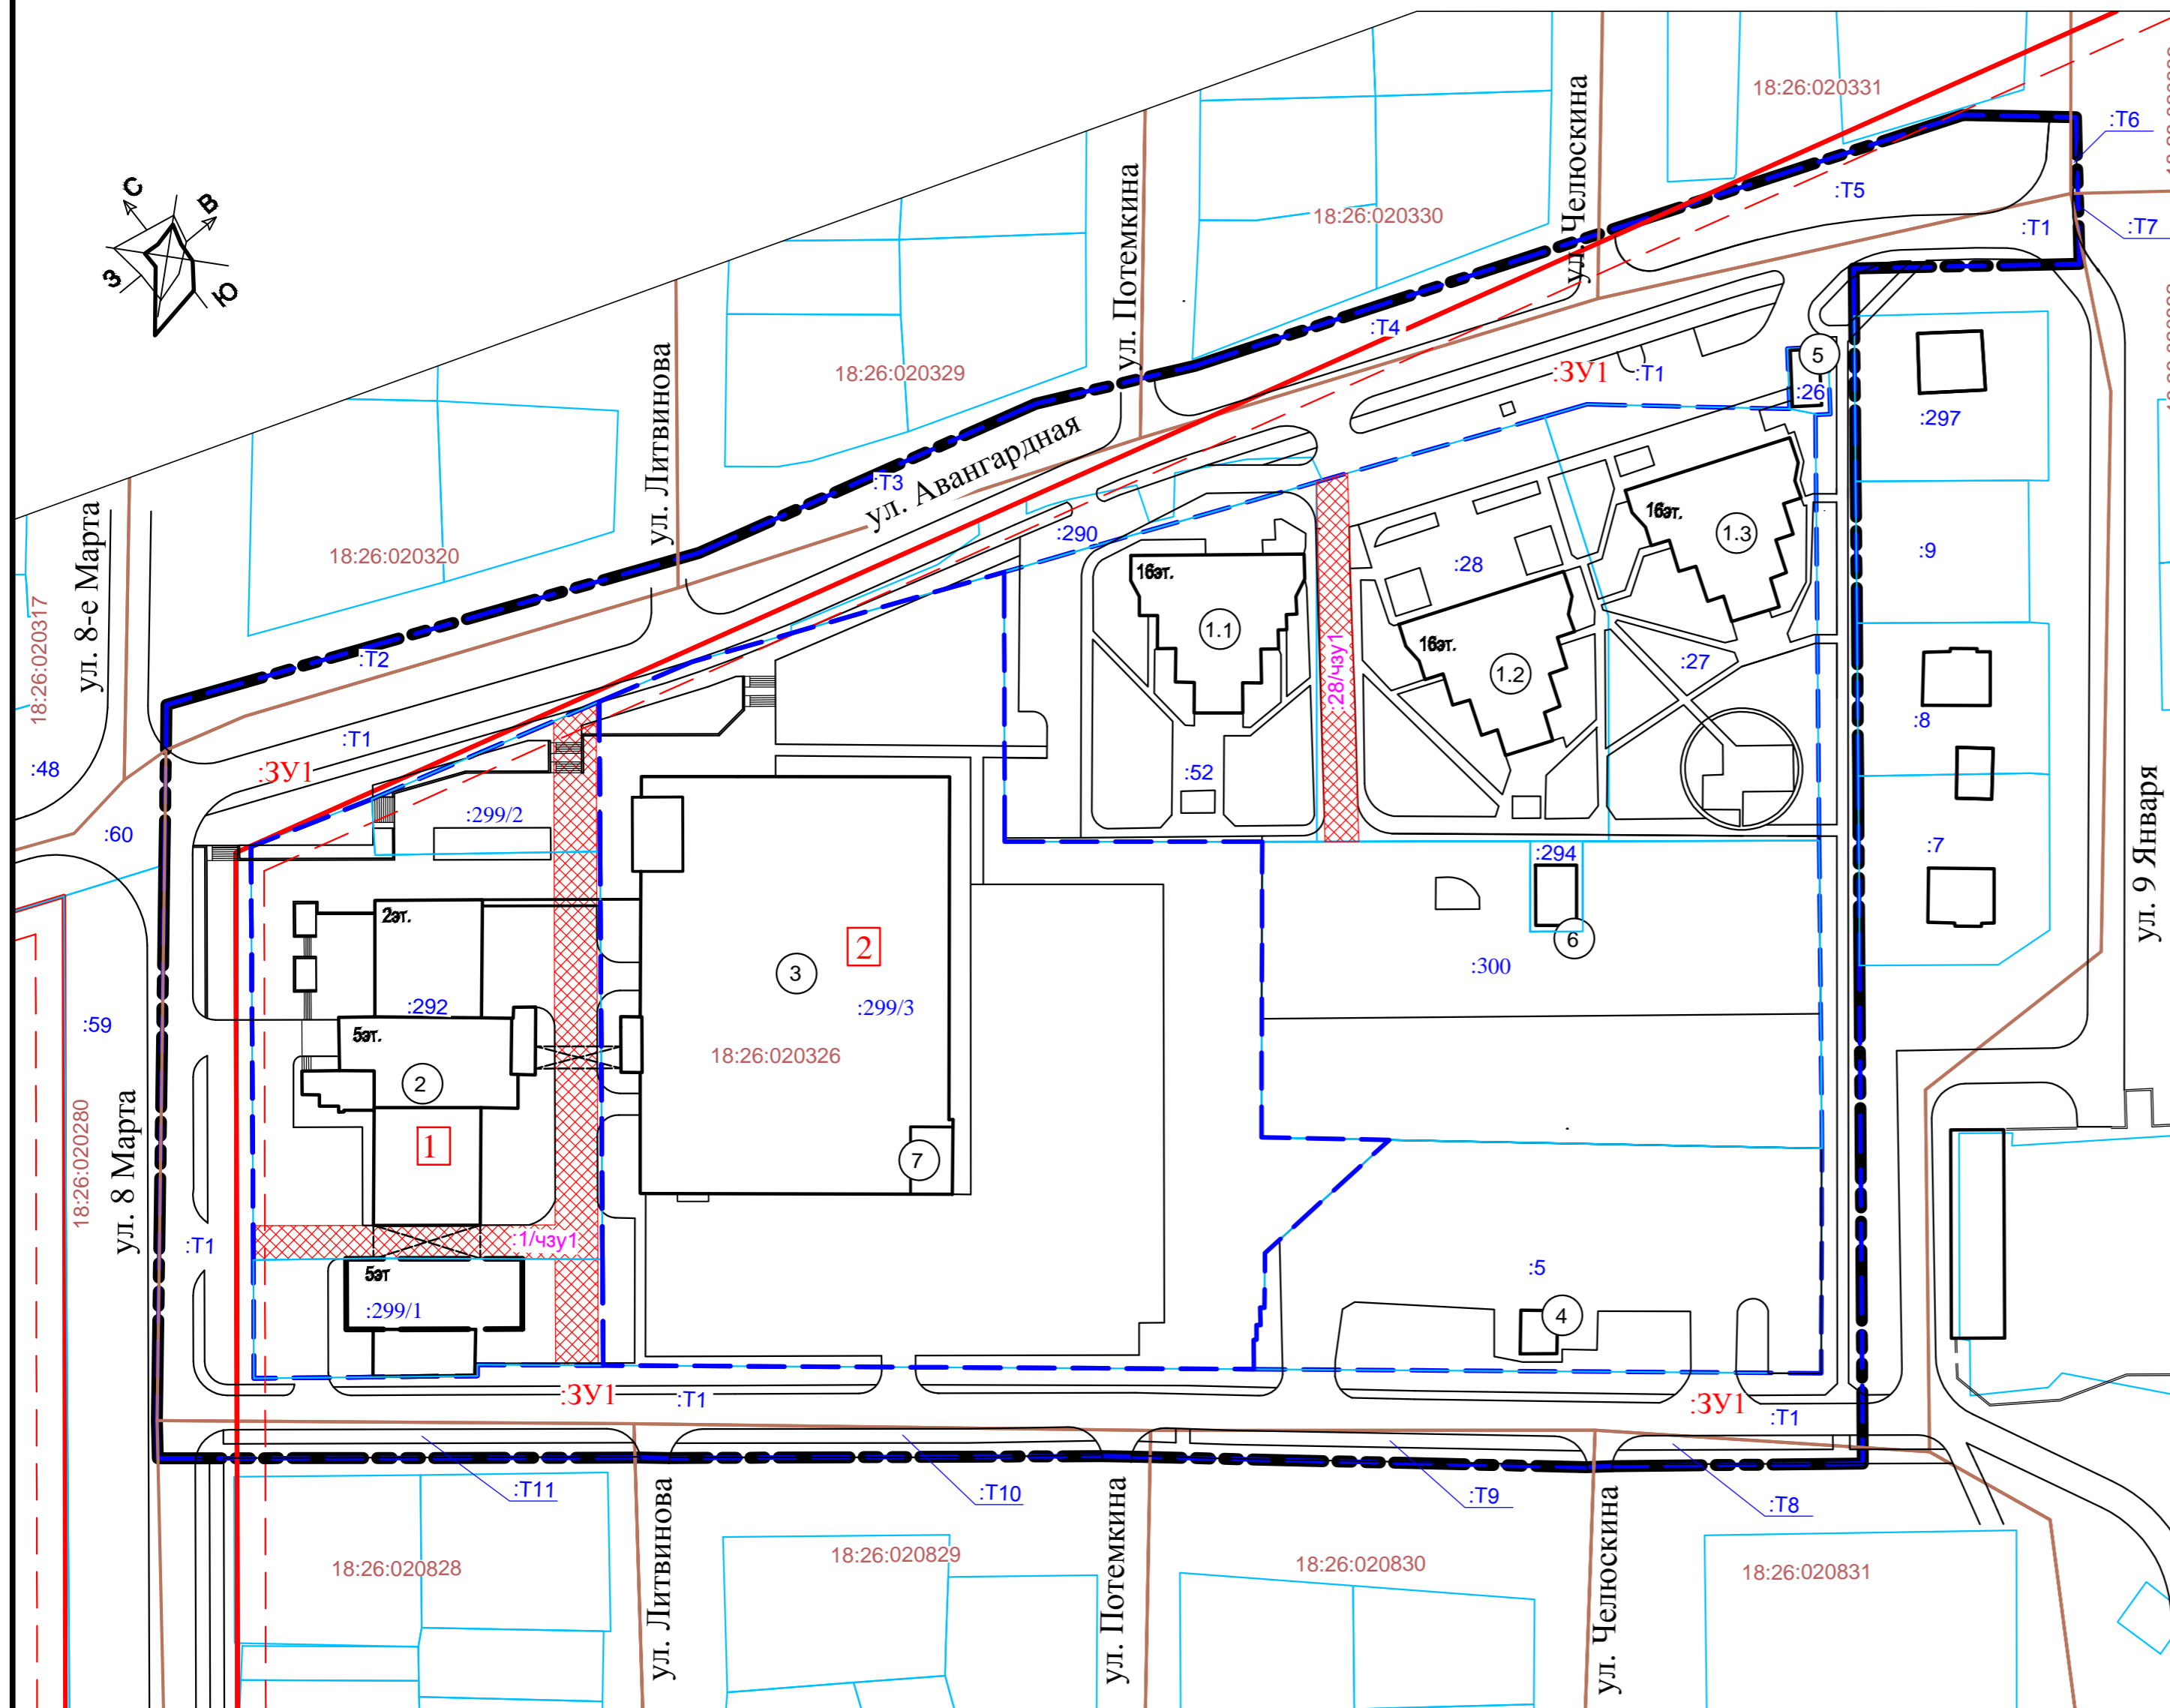 18:26:020331
:Т6
ул. Челюскина
:Т5
18:26:020330
:Т1
:Т7
С
В
З
Ю
ул. Потемкина
:Т4
18:26:020329
ул. Литвинова
5
:ЗУ1
:Т1
:26
:297
ул. Авангардная
:Т3
ул. 8-е Марта
18:26:020320
:290
16эт.
1.3
:9
16эт.
:28
18:26:020317
1.1
16эт.
1.2
:28/чзу1
:27
:Т2
:8
:Т1
:ЗУ1
:48
:52
:299/2
:60
:294
:7
ул. 9 Января
2эт.
2
6
3
:300
:292
:299/3
:59
5эт.
18:26:020326
2
18:26:020280
ул. 8 Марта
1
7
:Т1
:1/чзу1
5эт
:5
:299/1
4
:ЗУ1
:Т1
:ЗУ1
:Т1
:Т11
:Т10
:Т9
:Т8
ул. Литвинова
ул. Потемкина
ул. Челюскина
18:26:020828
18:26:020829
18:26:020830
18:26:020831